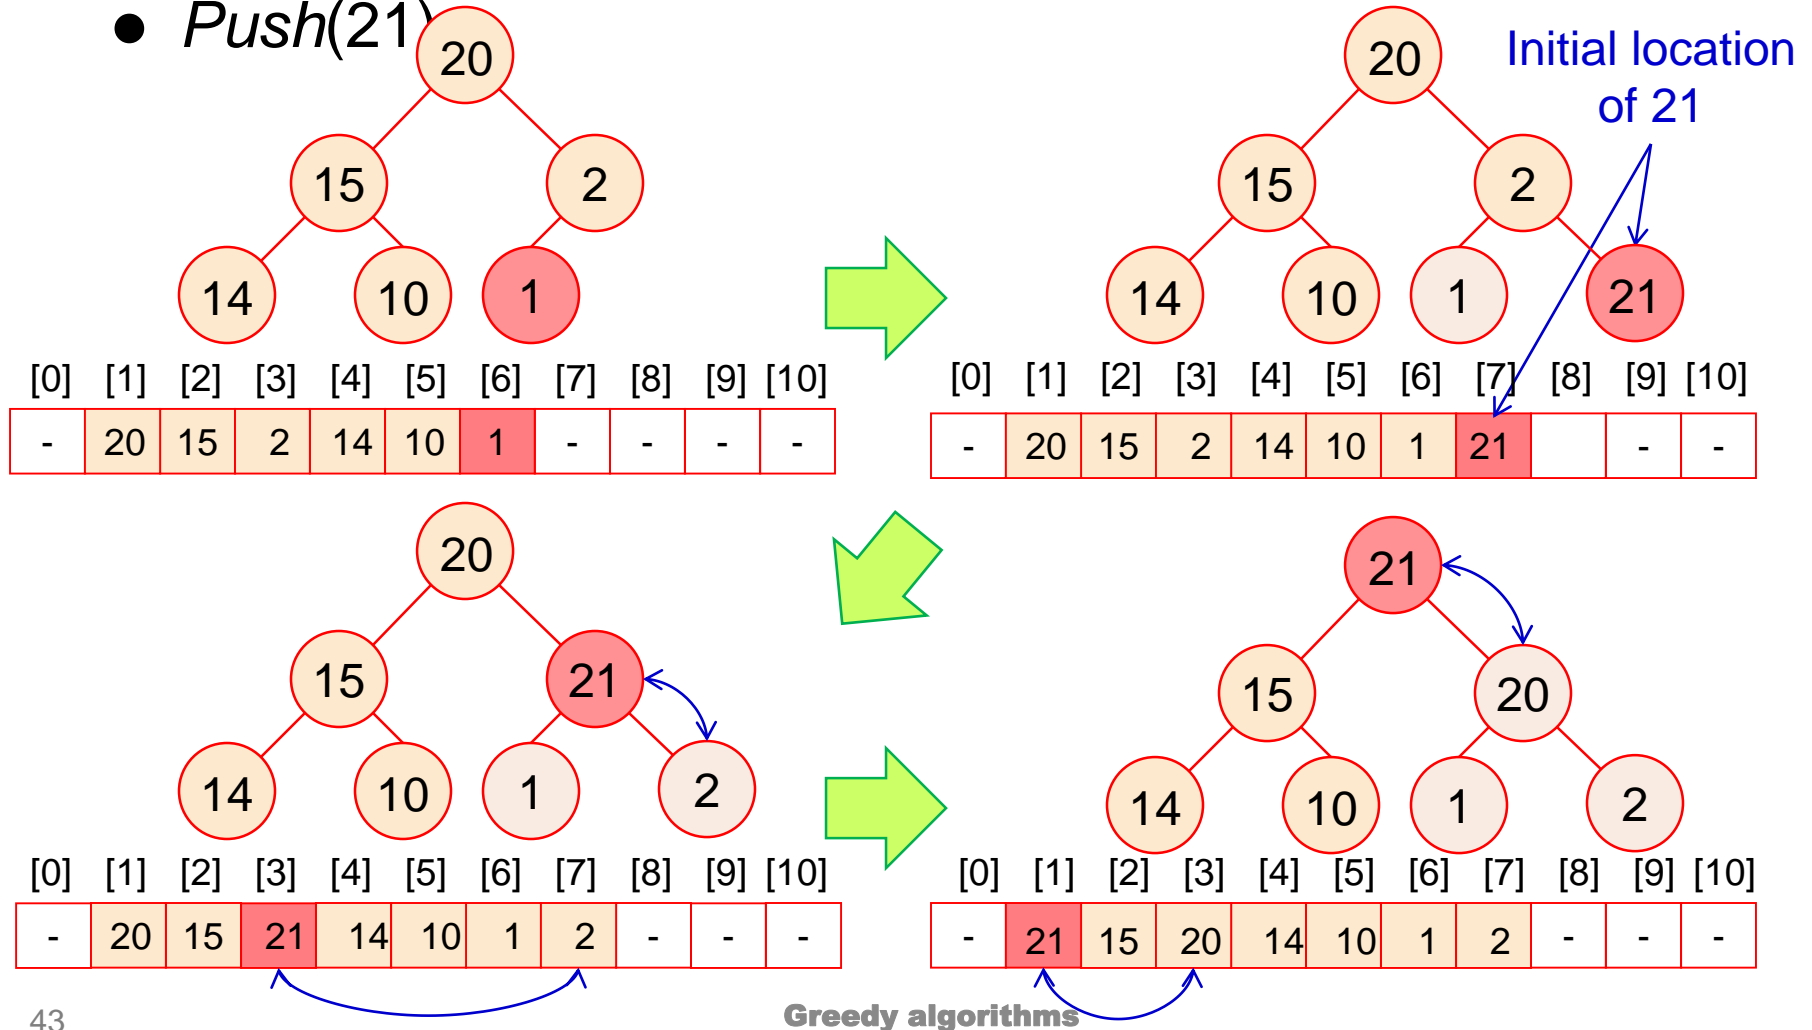 ● Push(21)
20
15 2
14 10 1
[0] [1] [2] [3] [4] [5] [6] [7] [8] [9] [10]
- 20 15 2 14 10 1 - - - -
Initial location
of 21
20
15 2
14 10 1 21
[0] [1] [2] [3] [4] [5] [6] [7] [8] [9] [10]
- 20 15 2 14 10 1 21 - -
20
15 21
14 10 1 2
[0] [1] [2] [3] [4] [5] [6] [7] [8] [9] [10]
- 20 15 21 14 10 1 2 - - -
21
15 20
14 10 1 2
[0] [1] [2] [3] [4] [5] [6] [7] [8] [9] [10]
- 21 15 20 14 10 1 2 - - -
43
Greedy algorithms